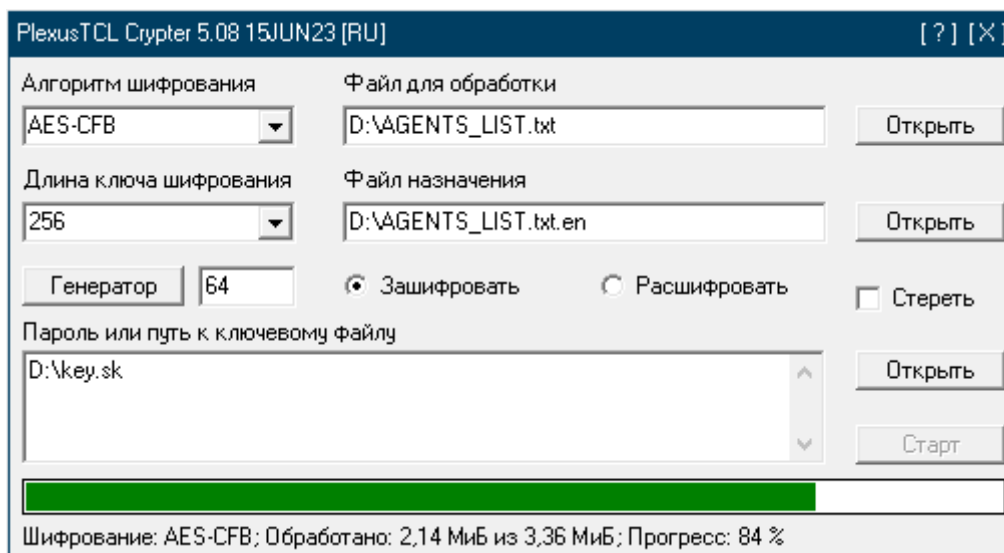 PlexusTCL Crypter 5.08 15JUN23 [RU] [ ? ] [X]
Алгоритм шифрования Файл для обработки
AES-CFB D:\AGENTS_LIST.txt Открыть
Длина ключа шифрования Файл назначения
256 D:\AGENTS_LIST.txt.en Открыть
Генератор 64 Зашифровать Расшифровать Стереть
Пароль или путь к ключевому файлу
D:\key.sk Открыть
Старт
Шифрование: AES-CFB; Обработано: 2,14 МиБ из 3,36 МиБ; Прогресс: 84 %